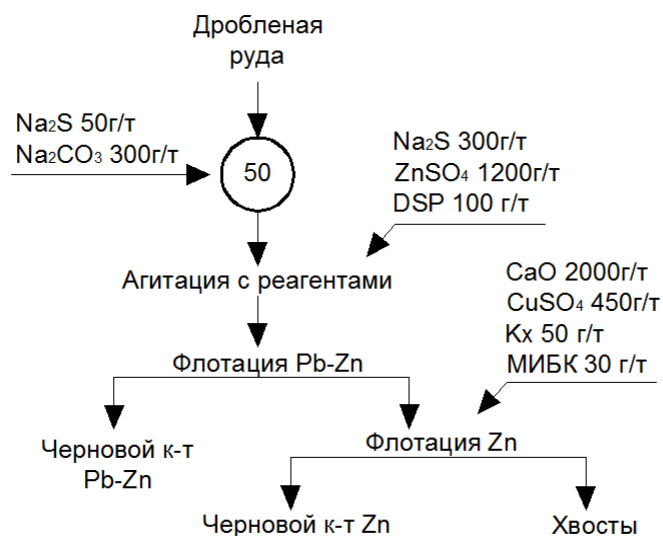 Дробленая
руда
Na₂S 50г/т
Na₂CO₃ 300г/т
50
Na₂S 300г/т
ZnSO₄ 1200г/т
DSP 100 г/т
Агитация с реагентами
CaO 2000г/т
CuSO₄ 450г/т
Kx 50 г/т
МИБК 30 г/т
Флотация Pb-Zn
Черновой к-т
Pb-Zn
Флотация Zn
Черновой к-т Zn
Хвосты